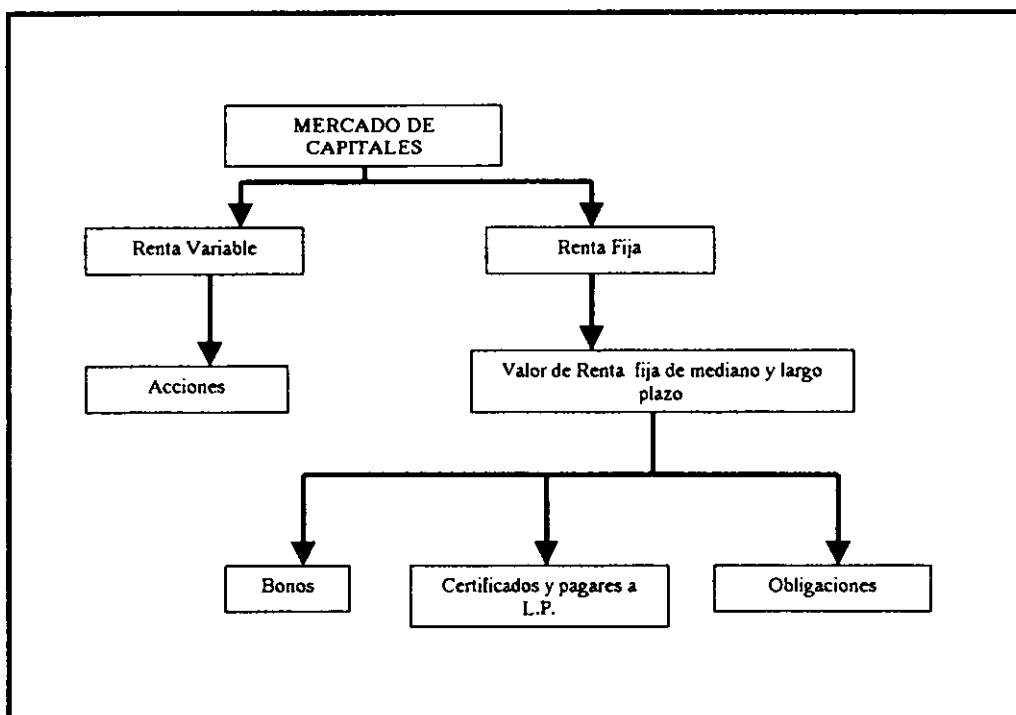 MERCADO DE
CAPITALES
Renta Variable
Renta Fija
Acciones
Valor de Renta fija de mediano y largo
plazo
Bonos
Certificados y pagares a
L.P.
Obligaciones